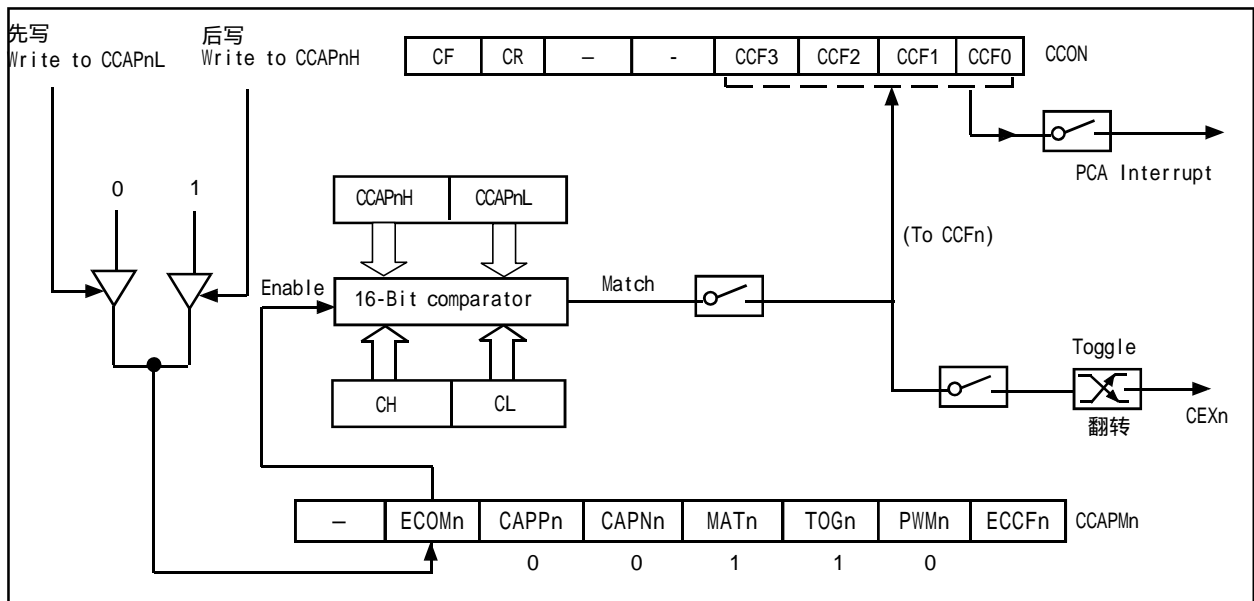 先写
Write to CCAPnL
后写
Write to CCAPnH
CF CR — - CCF3 CCF2 CCF1 CCF0 CCON
PCA Interrupt
0 1
CCAPnH CCAPnL
(To CCFn)
Enable
16-Bit comparator
Match
CH CL
Toggle
翻转
CEXn
— ECOMn CAPPn CAPNn MATn TOGn PWMn ECCFn CCAPMn
0 0 1 1 0